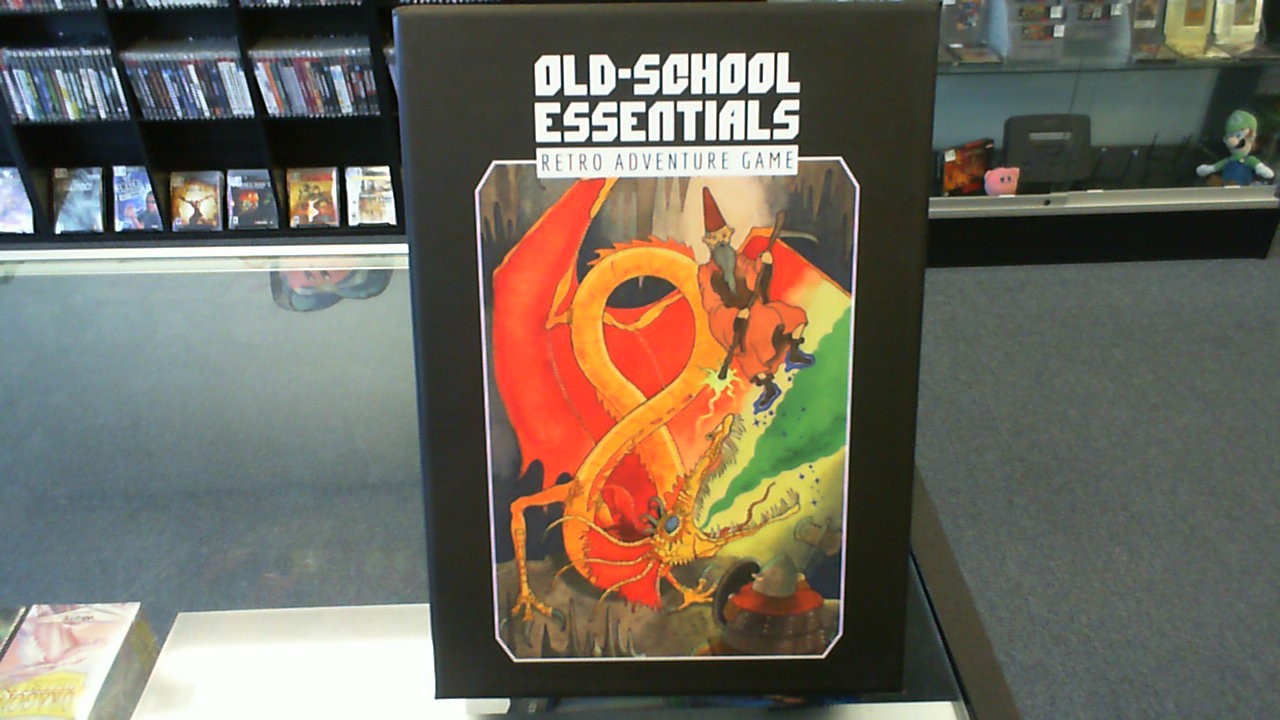 OLD-SCHOOL
ESSENTIALS
RETRO ADVENTURE GAME